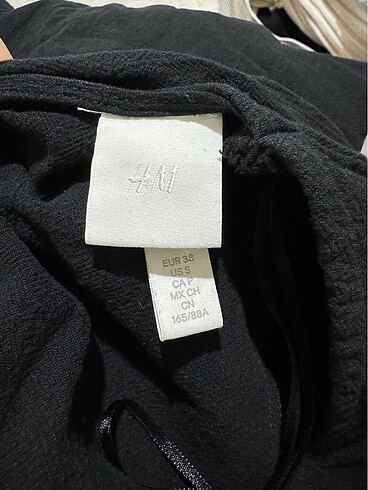 H&M
EUR 38
US S
CA P
MX CH
CN
165/88A